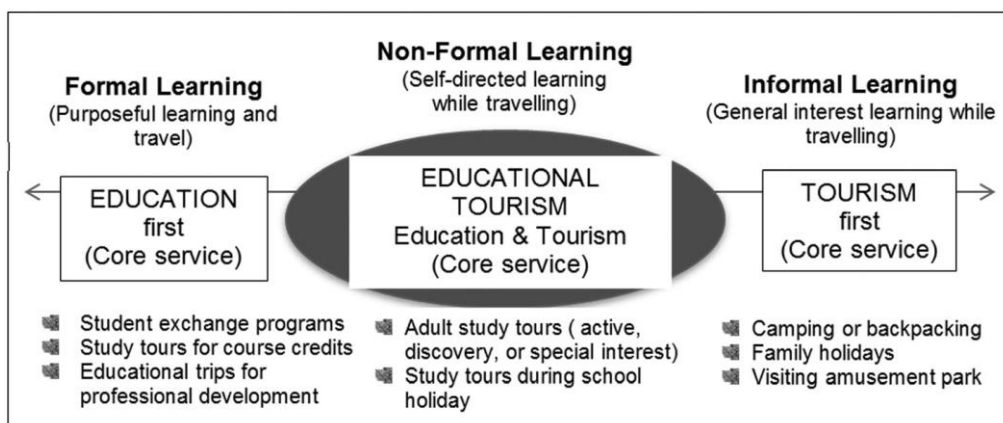 Formal Learning
(Purposeful learning and
travel)
EDUCATION
first
(Core service)
Student exchange programs
Study tours for course credits
Educational trips for
professional development
Non-Formal Learning
(Self-directed learning
while travelling)
EDUCATIONAL
TOURISM
Education & Tourism
(Core service)
Adult study tours ( active,
discovery, or special interest)
Study tours during school
holiday
Informal Learning
(General interest learning while
travelling)
TOURISM
first
(Core service)
Camping or backpacking
Family holidays
Visiting amusement park